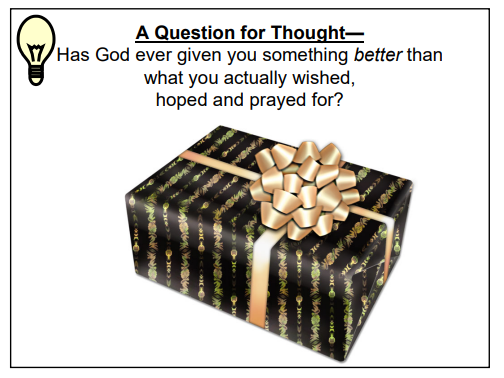 A Question for Thought—
Has God ever given you something better than
what you actually wished,
hoped and prayed for?